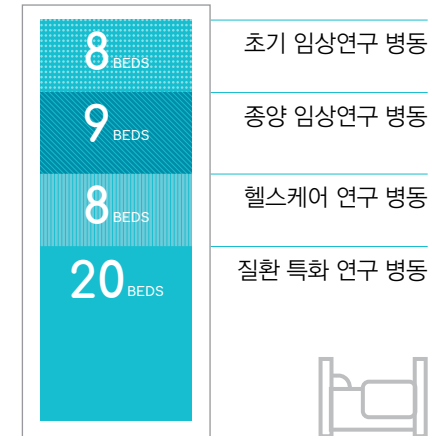 8 BEDS 초기 임상연구 병동
9 BEDS 종양 임상연구 병동
8 BEDS 헬스케어 연구 병동
20 BEDS 질환 특화 연구 병동